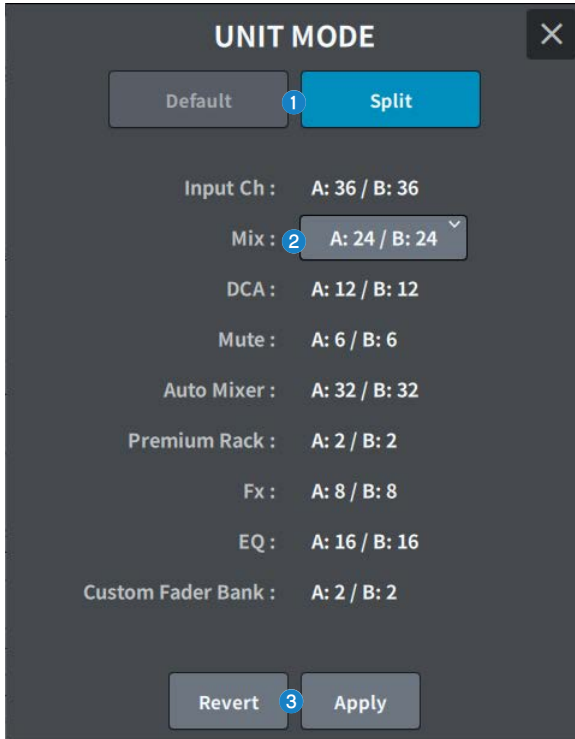 UNIT MODE
Default 1 Split
Input Ch : A: 36 / B: 36
Mix : 2 A: 24 / B: 24
DCA : A: 12 / B: 12
Mute : A: 6 / B: 6
Auto Mixer : A: 32 / B: 32
Premium Rack : A: 2 / B: 2
Fx : A: 8 / B: 8
EQ : A: 16 / B: 16
Custom Fader Bank : A: 2 / B: 2
Revert 3 Apply